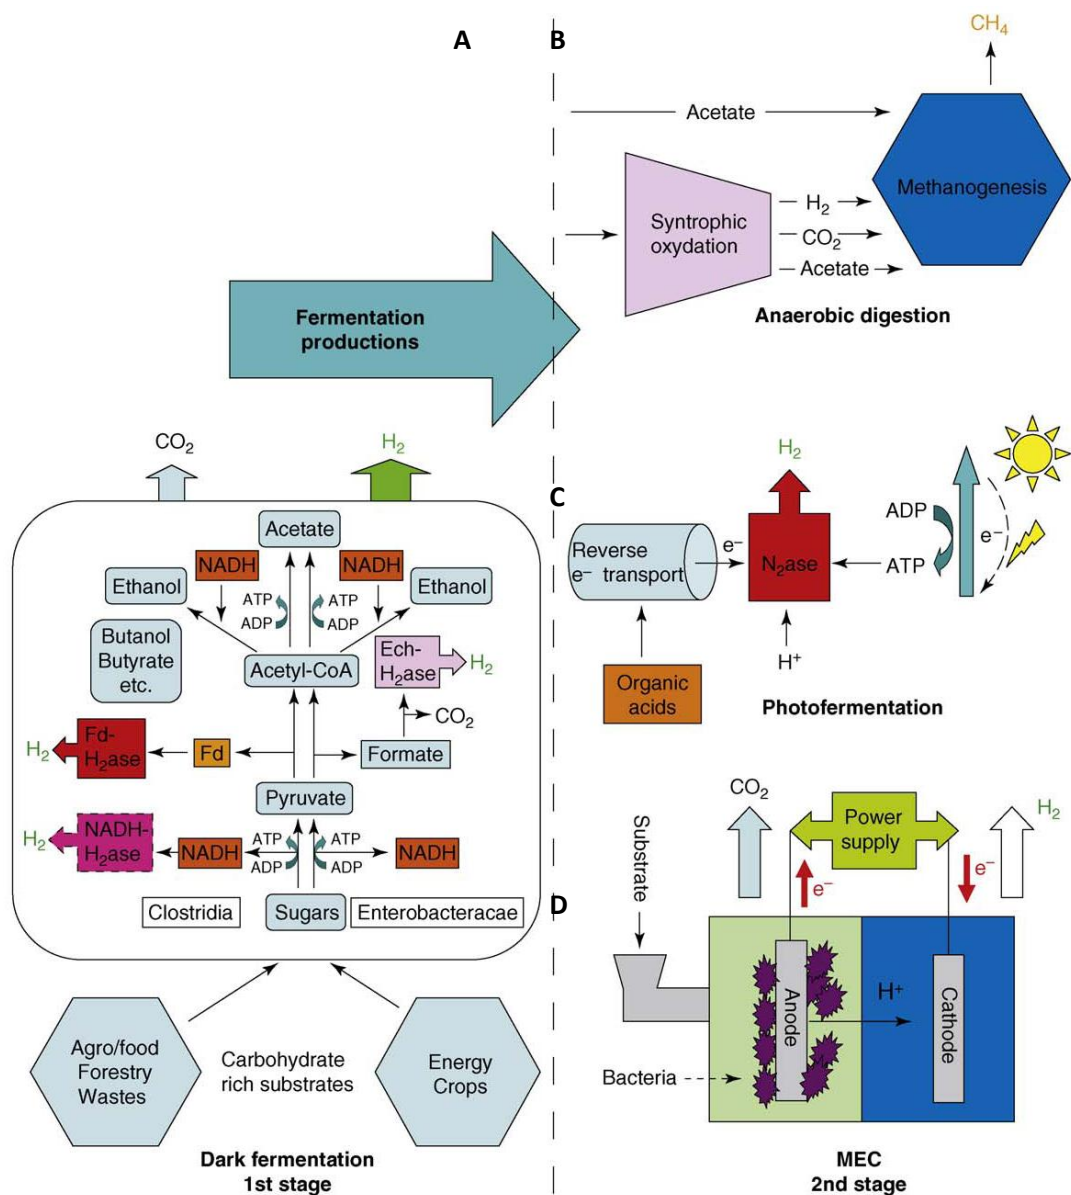 A
B
CH4
Acetate
Methanogenesis
Syntrophic
oxydation
H2
CO2
Acetate
Anaerobic digestion
Fermentation
productions
CO2
H2
Acetate
NADH
NADH
Ethanol
Ethanol
ATP
ADP
ATP
ADP
Butanol
Butyrate
etc.
Acetyl-CoA
Ech-
H2ase
H2
CO2
Fd-
H2ase
H2
Fd
Formate
Pyruvate
NADH-
H2ase
H2
NADH
ATP
ADP
ATP
ADP
NADH
Clostridia
Sugars
Enterobacteracae
Agro/food
Forestry
Wastes
Carbohydrate
rich substrates
Energy
Crops
Dark fermentation
1st stage
C
H2
Reverse
e− transport
e−
N2ase
ADP
ATP
e−
H+
Organic
acids
Photofermentation
D
CO2
Power
supply
H2
Substrate
e−
e−
Anode
H+
Cathode
Bacteria
MEC
2nd stage